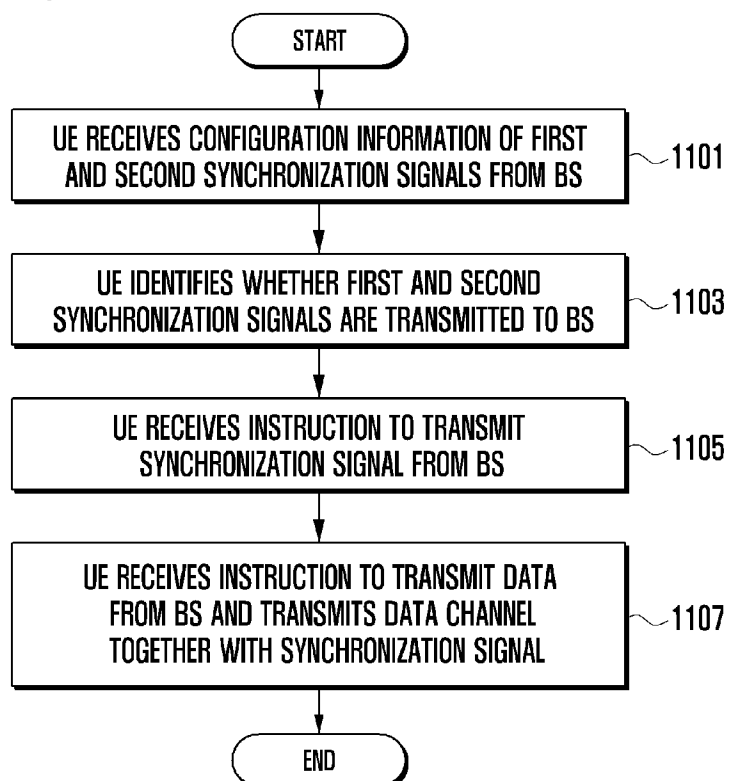 START
UE RECEIVES CONFIGURATION INFORMATION OF FIRST
AND SECOND SYNCHRONIZATION SIGNALS FROM BS
1101
UE IDENTIFIES WHETHER FIRST AND SECOND
SYNCHRONIZATION SIGNALS ARE TRANSMITTED TO BS
1103
UE RECEIVES INSTRUCTION TO TRANSMIT
SYNCHRONIZATION SIGNAL FROM BS
1105
UE RECEIVES INSTRUCTION TO TRANSMIT DATA
FROM BS AND TRANSMITS DATA CHANNEL
TOGETHER WITH SYNCHRONIZATION SIGNAL
1107
END